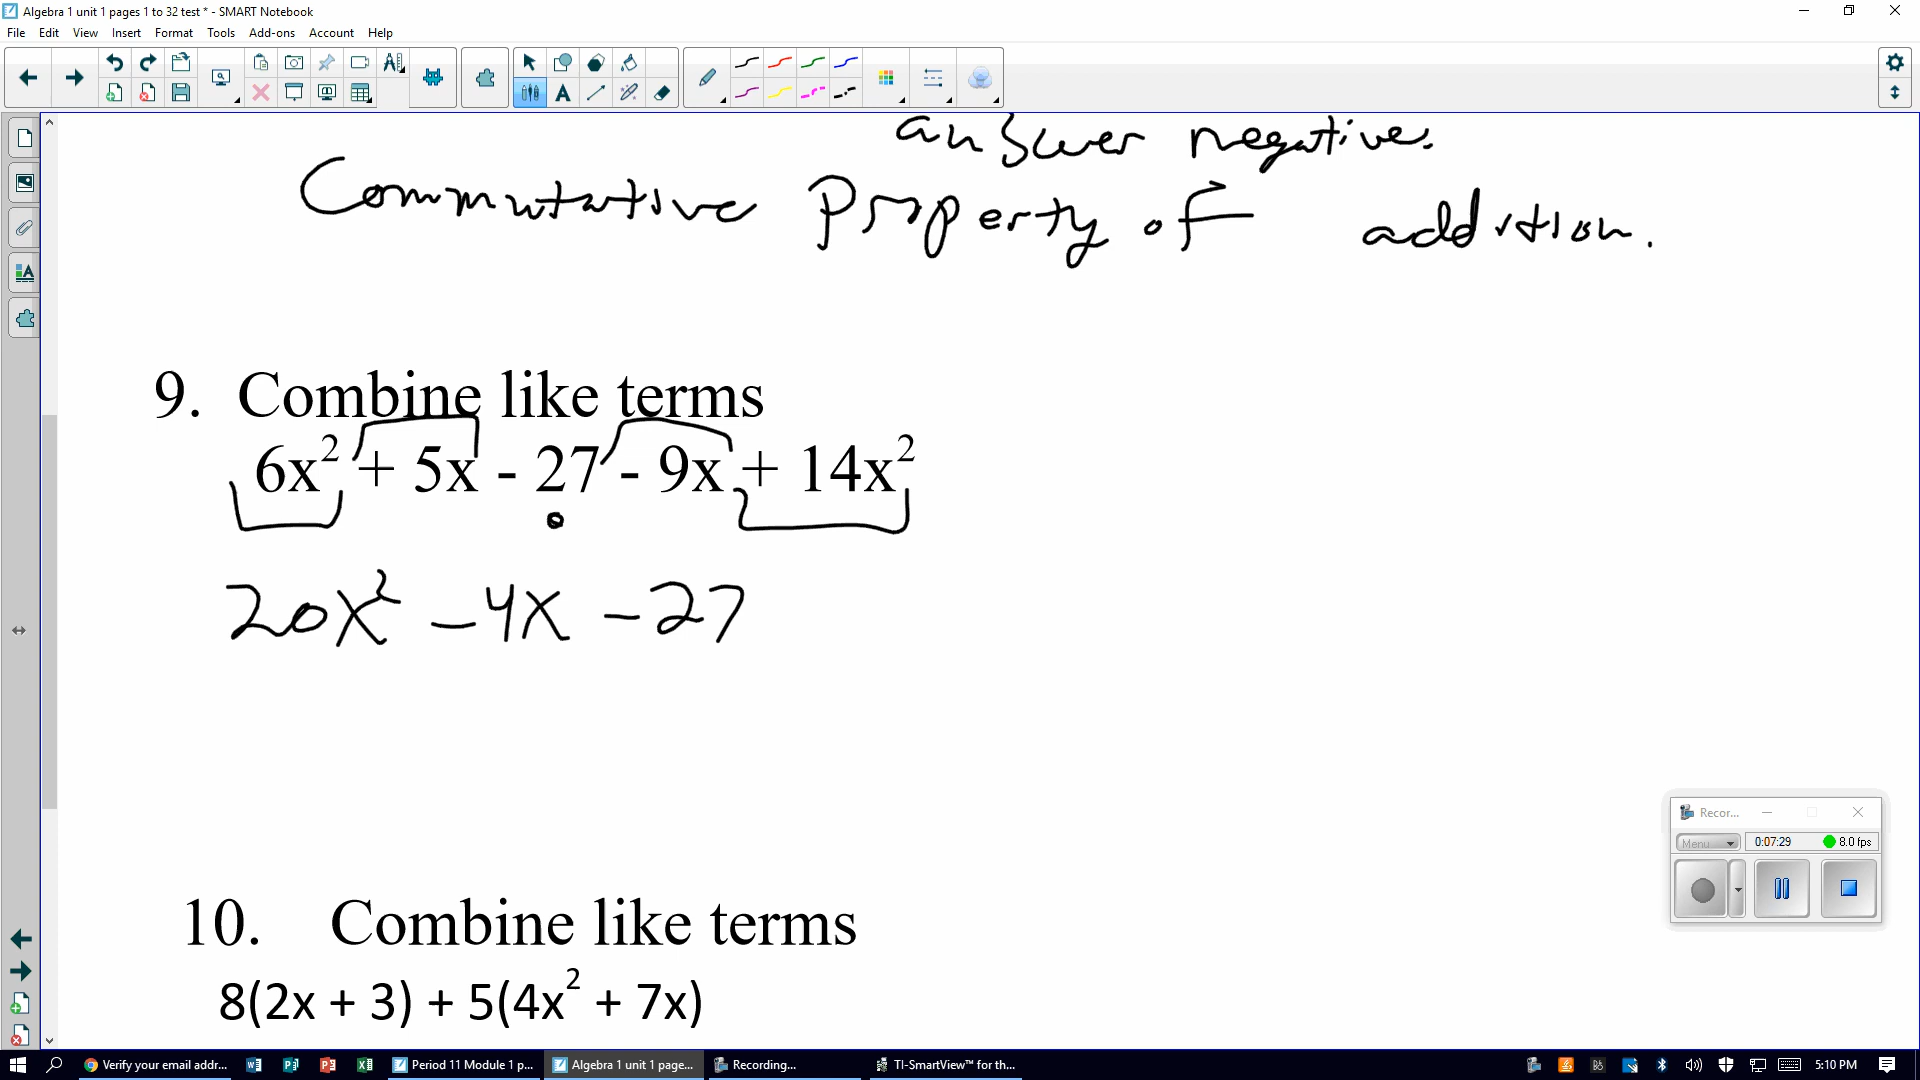 Algebra 1 unit 1 pages 1 to 32 test * - SMART Notebook
File Edit View Insert Format Tools Add-ons Account Help
answer negative.
Commutative Property of addition.
9. Combine like terms
6x² + 5x - 27 - 9x + 14x²
20x² - 4x - 27
Recor...
Menu 0:07:29 8.0 fps
10. Combine like terms
8(2x + 3) + 5(4x² + 7x)
Verify your email addr... Period 11 Module 1 p... Algebra 1 unit 1 page... Recording... TI-SmartView™ for th... 5:10 PM